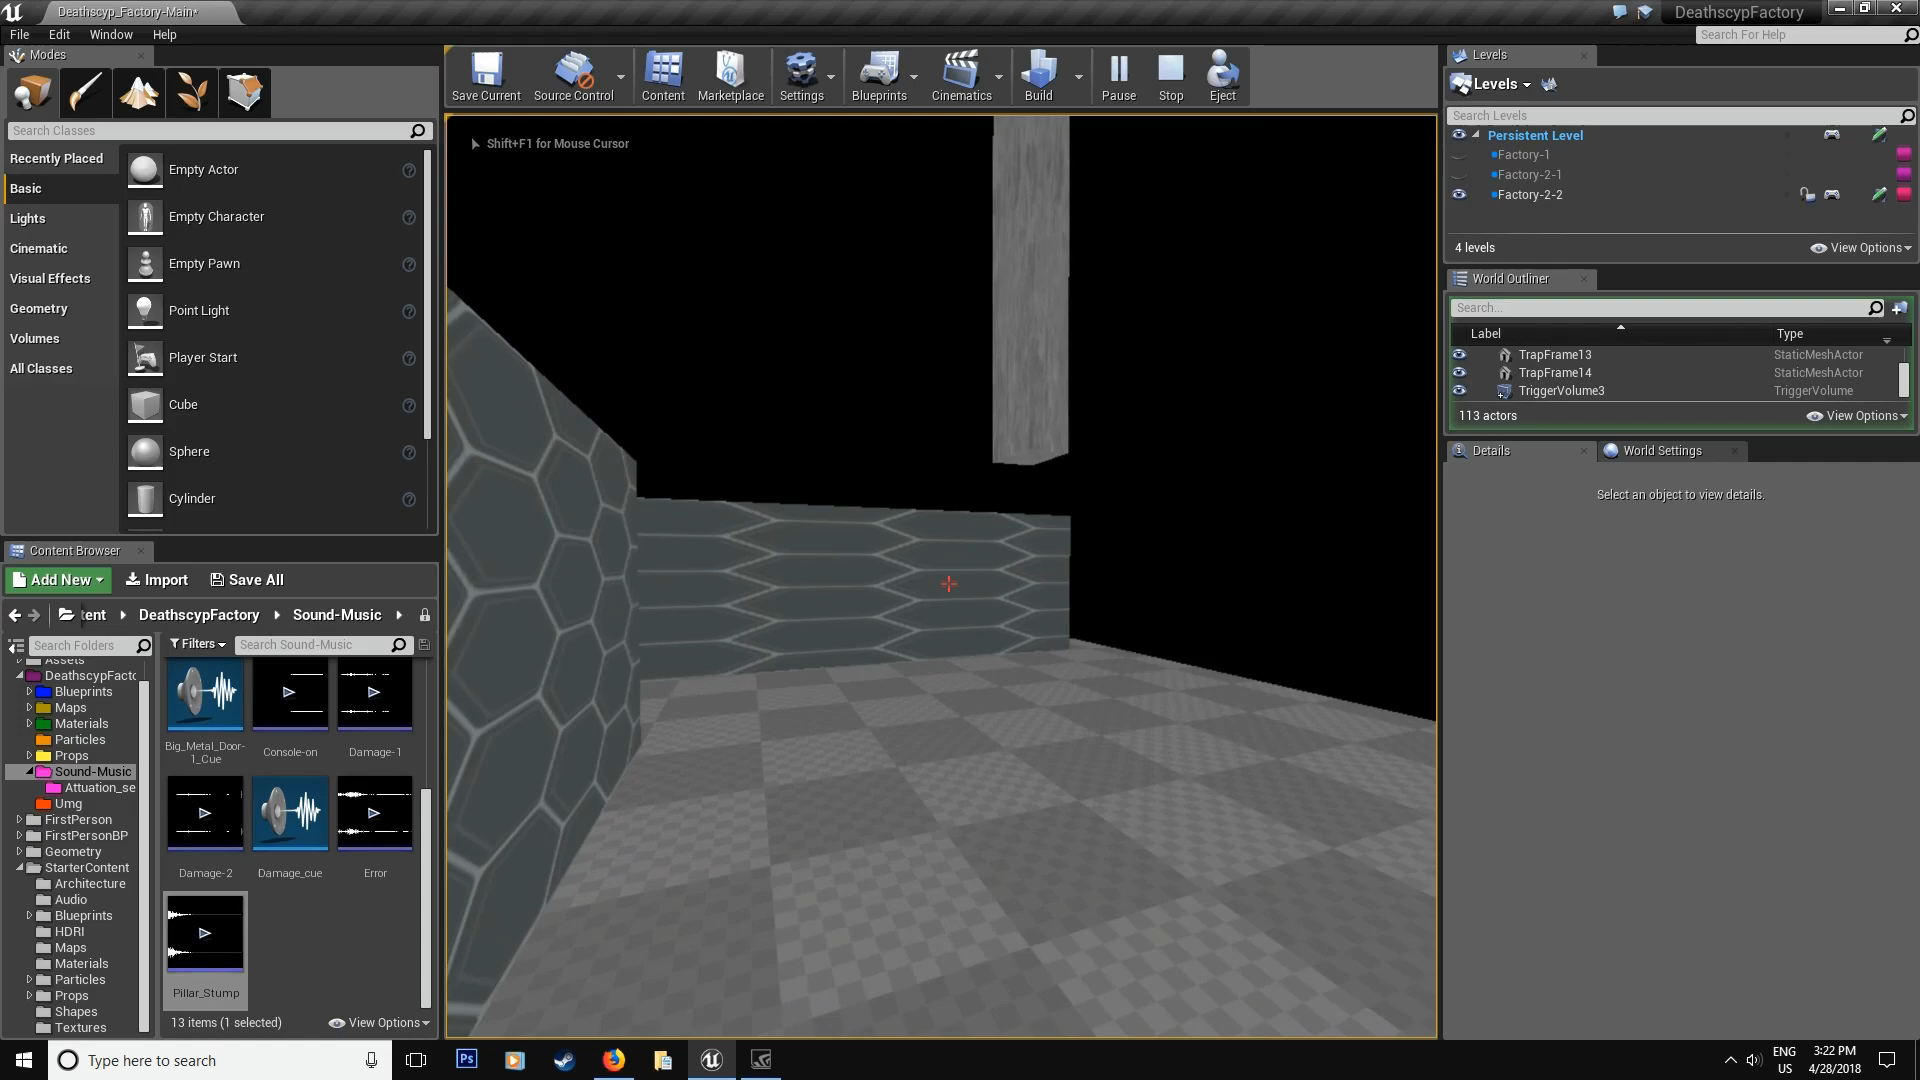 Deathscyp_Factory-Main*
DeathscypFactory
File Edit Window Help
Search For Help
Modes
Search Classes
Recently Placed
Basic
Lights
Cinematic
Visual Effects
Geometry
Volumes
All Classes
Empty Actor
Empty Character
Empty Pawn
Point Light
Player Start
Cube
Sphere
Cylinder
Save Current
Source Control
Content
Marketplace
Settings
Blueprints
Cinematics
Build
Pause
Stop
Eject
Shift+F1 for Mouse Cursor
Levels
Levels
Search Levels
Persistent Level
Factory-1
Factory-2-1
Factory-2-2
4 levels
View Options
World Outliner
Search...
Label Type
TrapFrame13 StaticMeshActor
TrapFrame14 StaticMeshActor
TriggerVolume3 TriggerVolume
113 actors
View Options
Details
World Settings
Select an object to view details.
Content Browser
Add New Import Save All
tent DeathscypFactory Sound-Music
Search Folders
Filters
Search Sound-Music
Assets
DeathscypFacto
Blueprints
Maps
Materials
Particles
Props
Sound-Music
Attuation_se
Umg
FirstPerson
FirstPersonBP
Geometry
StarterContent
Architecture
Audio
Blueprints
HDRI
Maps
Materials
Particles
Props
Shapes
Textures
Big_Metal_Door-
1_Cue
Console-on
Damage-1
Damage-2
Damage_cue
Error
Pillar_Stump
13 items (1 selected)
View Options
Type here to search
Ps
ENG
US
3:22 PM
4/28/2018